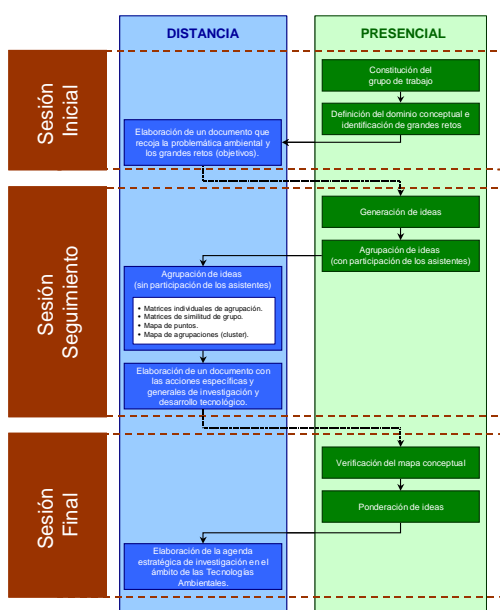 DISTANCIA
PRESENCIAL
Sesión
Inicial
Constitución del
grupo de trabajo
Definición del dominio conceptual e
identificación de grandes retos
Elaboración de un documento que
recoja la problemática ambiental y
los grandes retos (objetivos).
Sesión
Seguimiento
Generación de ideas
Agrupación de ideas
(con participación de los asistentes)
Agrupación de ideas
(sin participación de los asistentes)
• Matrices individuales de agrupación.
• Matrices de similitud de grupo.
• Mapa de puntos.
• Mapa de agrupaciones (cluster).
Elaboración de un documento con
las acciones específicas y
generales de investigación y
desarrollo tecnológico.
Sesión
Final
Verificación del mapa conceptual
Ponderación de ideas
Elaboración de la agenda
estratégica de investigación en el
ámbito de las Tecnologías
Ambientales.